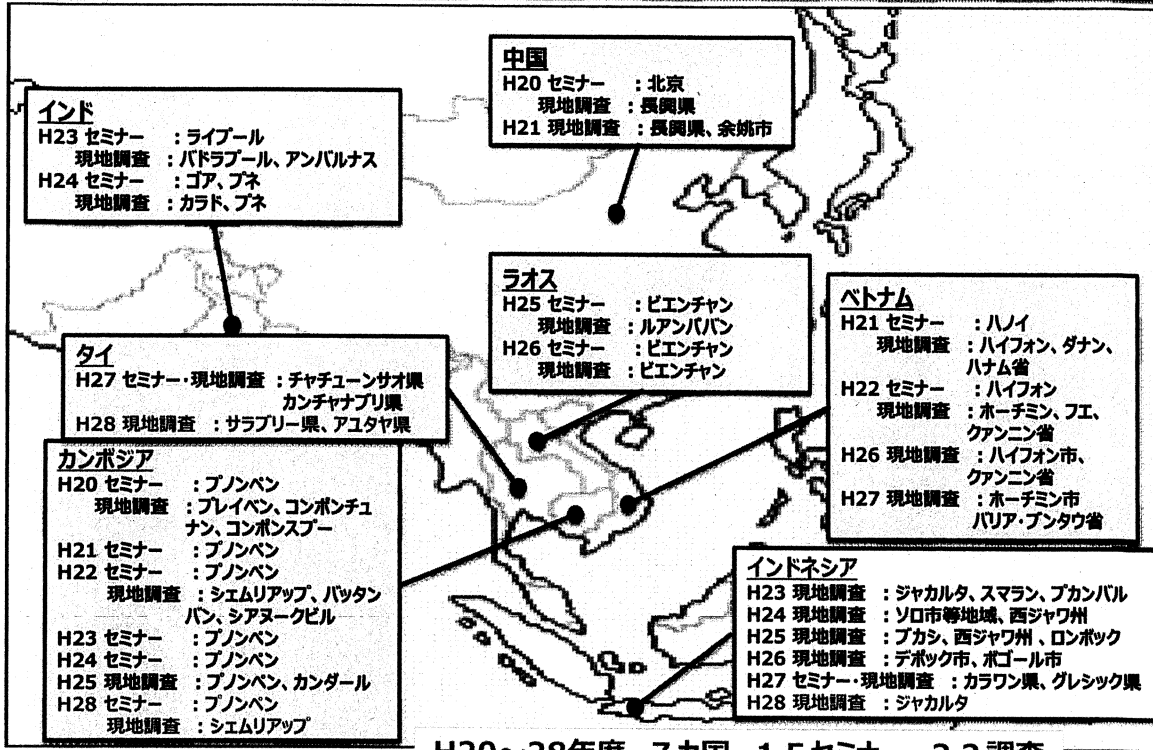 中国
H20 セミナー ：北京
現地調査 ：長興県
H21 現地調査 ：長興県、余姚市
インド
H23 セミナー ：ライプール
現地調査 ：バドラプール、アンバルナス
H24 セミナー ：ゴア、プネ
現地調査 ：カラド、プネ
ラオス
H25 セミナー ：ビエンチャン
現地調査 ：ルアンパバン
H26 セミナー ：ビエンチャン
現地調査 ：ビエンチャン
ベトナム
H21 セミナー ：ハノイ
現地調査 ：ハイフォン、ダナン、
ハナム省
H22 セミナー ：ハイフォン
現地調査 ：ホーチミン、フエ、
クァンニン省
H26 現地調査 ：ハイフォン市、
クァンニン省
H27 現地調査 ：ホーチミン市
バリア・ブンタウ省
タイ
H27 セミナー・現地調査 ：チャチューンサオ県
カンチャナブリ県
H28 現地調査 ：サラブリー県、アユタヤ県
カンボジア
H20 セミナー ：プノンペン
現地調査 ：プレイベン、コンポンチュ
ナン、コンポンスプー
H21 セミナー ：プノンペン
H22 セミナー ：プノンペン
現地調査 ：シェムリアップ、バッタン
バン、シアヌークビル
H23 セミナー ：プノンペン
H24 セミナー ：プノンペン
H25 現地調査 ：プノンペン、カンダール
H28 セミナー ：プノンペン
現地調査 ：シェムリアップ
インドネシア
H23 現地調査 ：ジャカルタ、スマラン、プカンバル
H24 現地調査 ：ソロ市等地域、西ジャワ州
H25 現地調査 ：ブカシ、西ジャワ州、ロンボック
H26 現地調査 ：デポック市、ボゴール市
H27 セミナー・現地調査 ：カラワン県、グレシック県
H28 現地調査 ：ジャカルタ
H20～28年度 7カ国 15セミナー 23調査